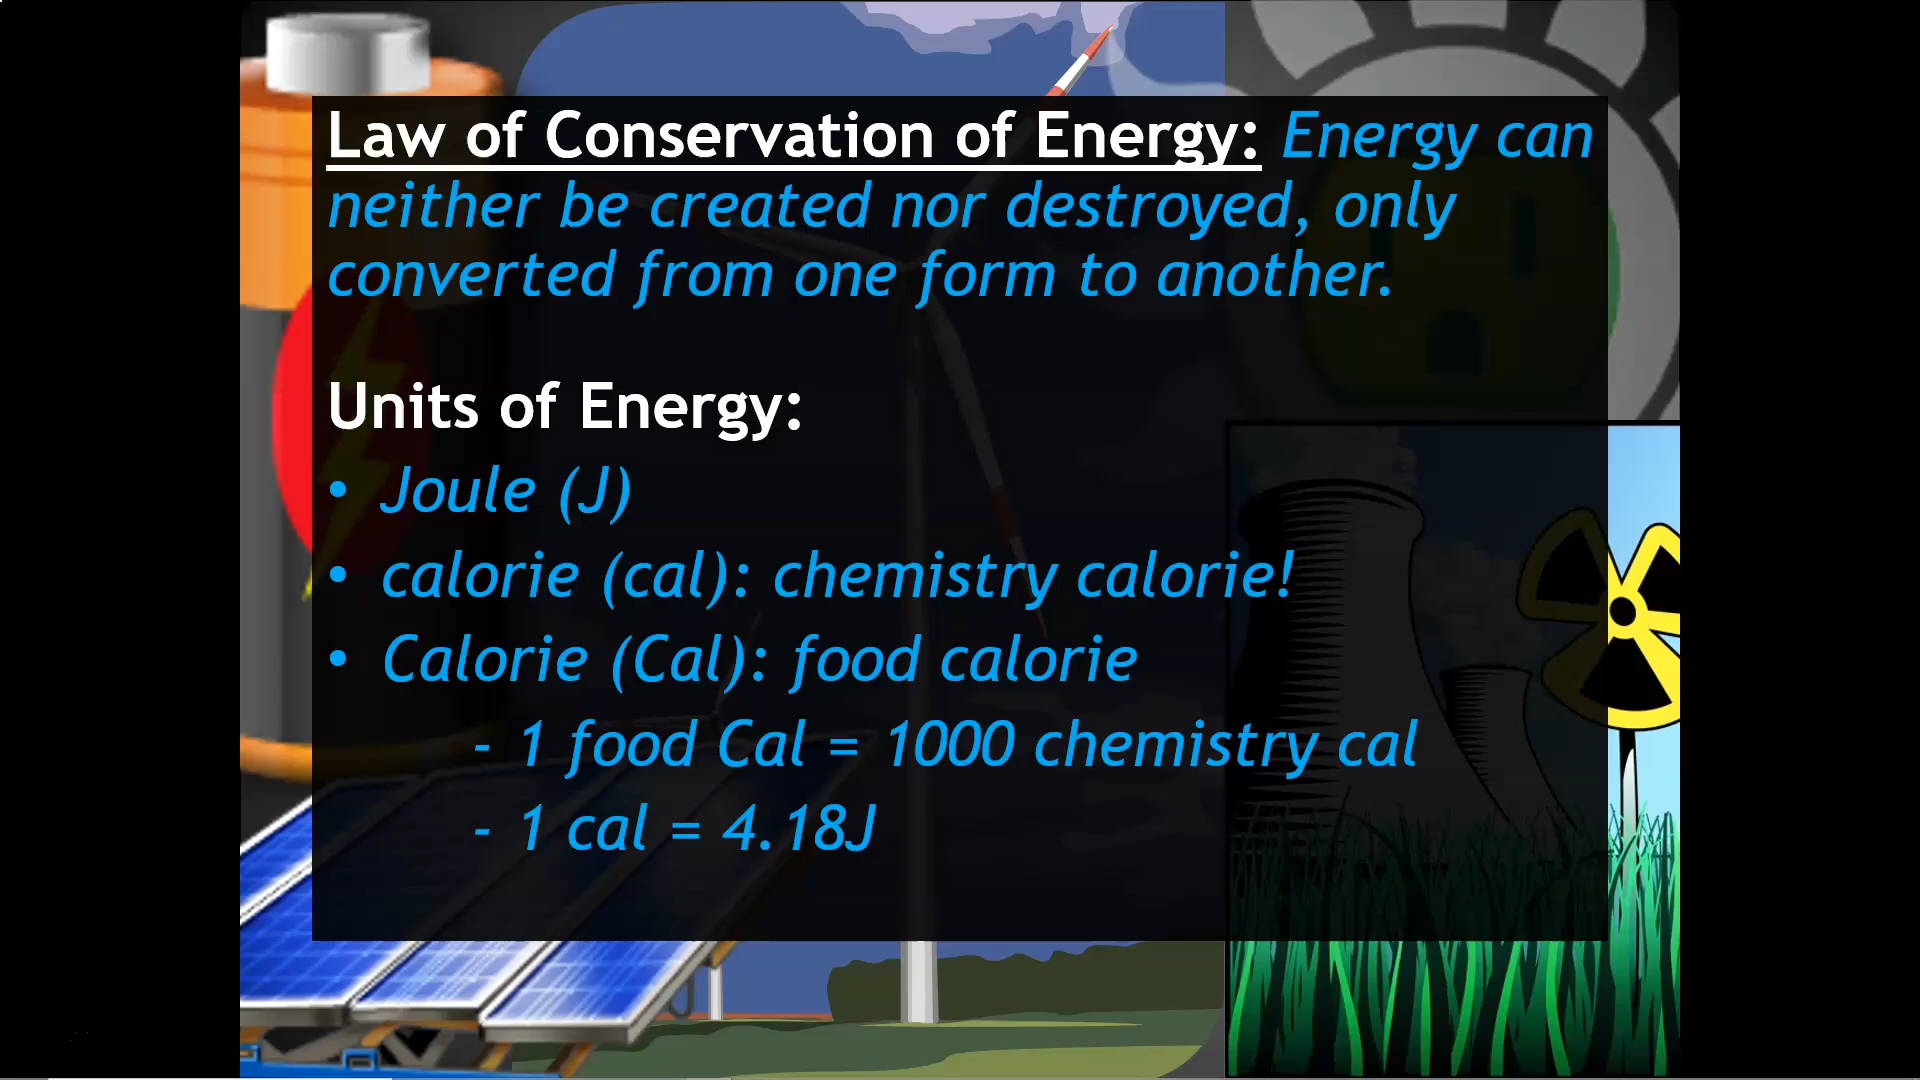 Law of Conservation of Energy: Energy can
neither be created nor destroyed, only
converted from one form to another.
Units of Energy:
• Joule (J)
• calorie (cal): chemistry calorie!
• Calorie (Cal): food calorie
- 1 food Cal = 1000 chemistry cal
- 1 cal = 4.18J